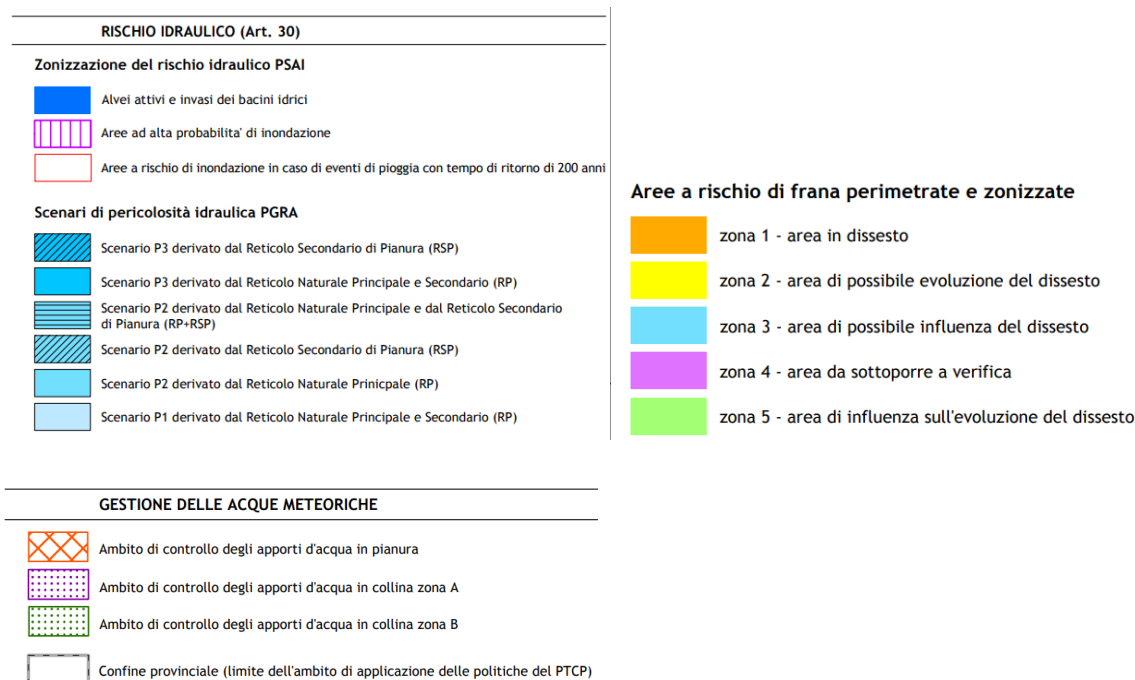 RISCHIO IDRAULICO (Art. 30)
Zonizzazione del rischio idraulico PSAI
Alvei attivi e invasi dei bacini idrici
Aree ad alta probabilita' di inondazione
Aree a rischio di inondazione in caso di eventi di pioggia con tempo di ritorno di 200 anni
Scenari di pericolosità idraulica PGRA
Scenario P3 derivato dal Reticolo Secondario di Pianura (RSP)
Scenario P3 derivato dal Reticolo Naturale Principale e Secondario (RP)
Scenario P2 derivato dal Reticolo Naturale Principale e dal Reticolo Secondario
di Pianura (RP+RSP)
Scenario P2 derivato dal Reticolo Secondario di Pianura (RSP)
Scenario P2 derivato dal Reticolo Naturale Prinicpale (RP)
Scenario P1 derivato dal Reticolo Naturale Principale e Secondario (RP)
Aree a rischio di frana perimetrate e zonizzate
zona 1 - area in dissesto
zona 2 - area di possibile evoluzione del dissesto
zona 3 - area di possibile influenza del dissesto
zona 4 - area da sottoporre a verifica
zona 5 - area di influenza sull'evoluzione del dissesto
GESTIONE DELLE ACQUE METEORICHE
Ambito di controllo degli apporti d'acqua in pianura
Ambito di controllo degli apporti d'acqua in collina zona A
Ambito di controllo degli apporti d'acqua in collina zona B
Confine provinciale (limite dell'ambito di applicazione delle politiche del PTCP)